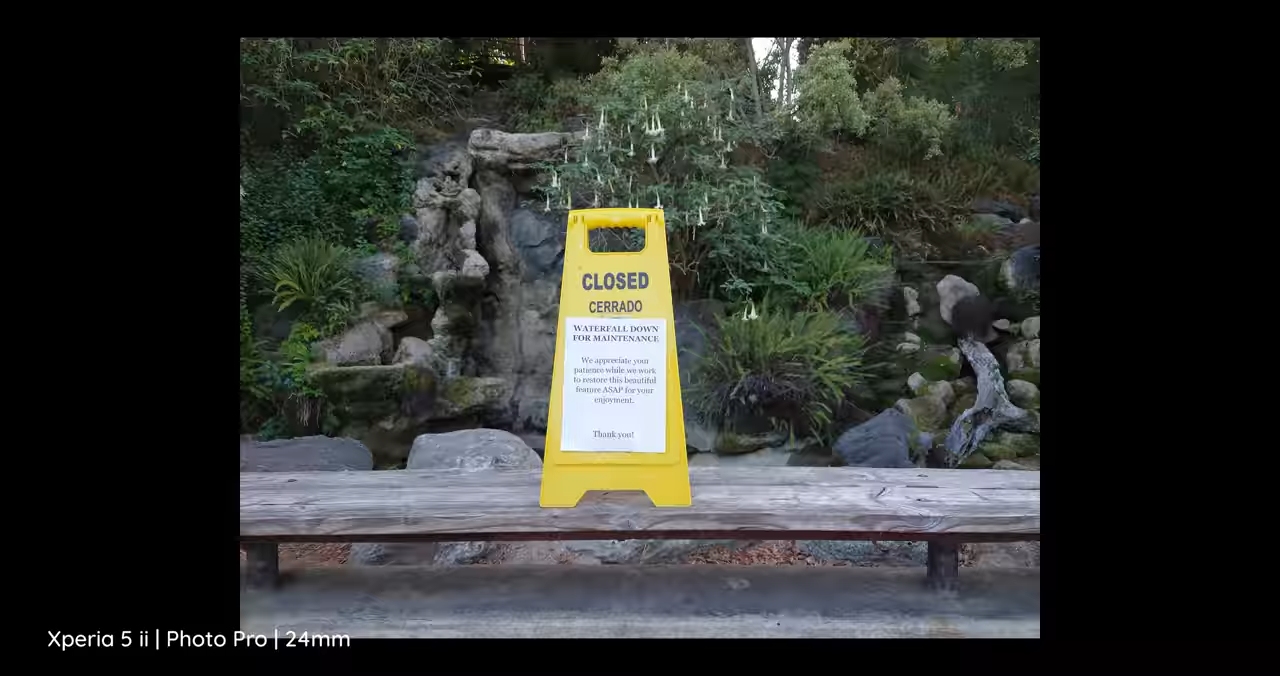 CLOSED
CERRADO
WATERFALL DOWN
FOR MAINTENANCE
We appreciate your
patience while we work
to restore this beautiful
feature ASAP for your
enjoyment.
Thank you!
Xperia 5 ii | Photo Pro | 24mm